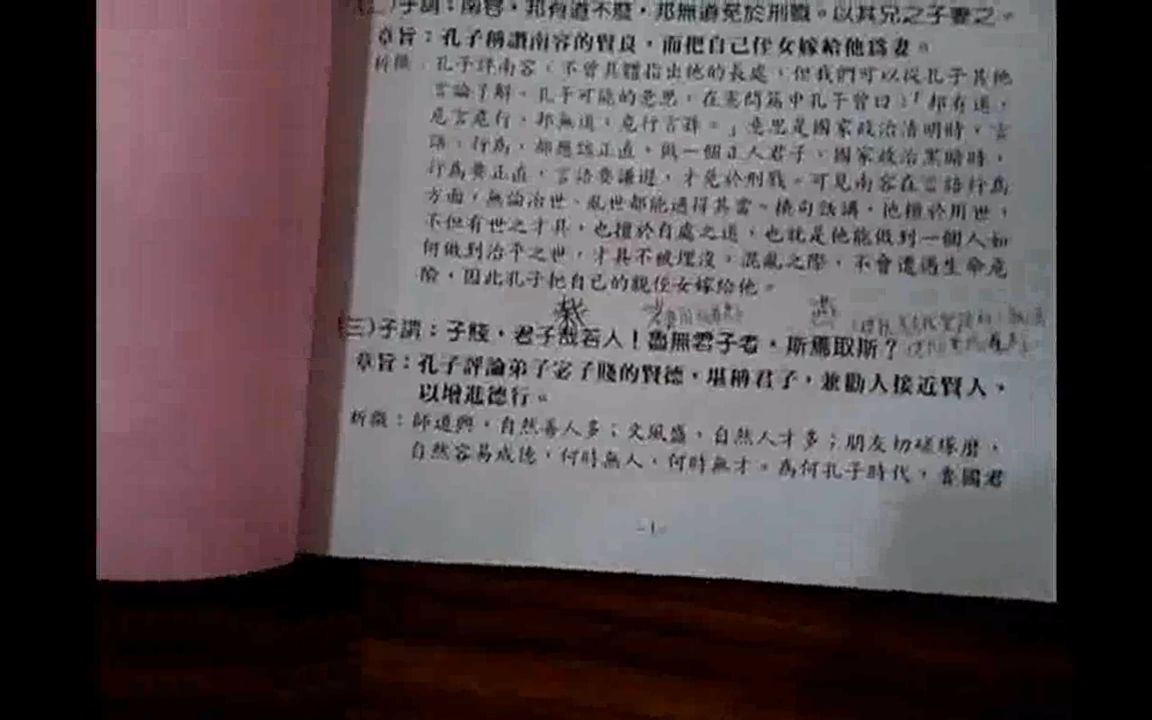 (二)子謂：南容，邦有道不廢，邦無道免於刑戮。以其兄之子妻之。
章旨：孔子稱讚南容的賢良，而把自己侄女嫁給他為妻。
析微：孔子評南容，不曾具體指出他的長處，但我們可以從孔子其他
言論了解。孔子可能的意思，在憲問篇中孔子曾曰：「邦有道，
危言危行，邦無道，危行言孫。」意思是國家政治清明時，言
語、行為，都應該正直，做一個正人君子，國家政治黑暗時，
行為要正直，言語要謙遜，才免於刑戮。可見南容在言語行為
方面，無論治世、亂世都能適得其當。換句話講，他擅於用世，
不但有世之才具，也擅於自處之道，也就是他能做到一個人如
何做到治平之世，才具不被埋沒，混亂之際，不會遭遇生命危
險，因此孔子把自己的親侄女嫁給他。
(三)子謂：子賤，君子哉若人！魯無君子者，斯焉取斯？
章旨：孔子評論弟子宓子賤的賢德，堪稱君子，兼勸人接近賢人，
以增進德行。
析微：師道興，自然善人多；文風盛，自然人才多；朋友切磋琢磨，
自然容易成德，何時無人，何時無才。為何孔子時代，魯國君
-1-